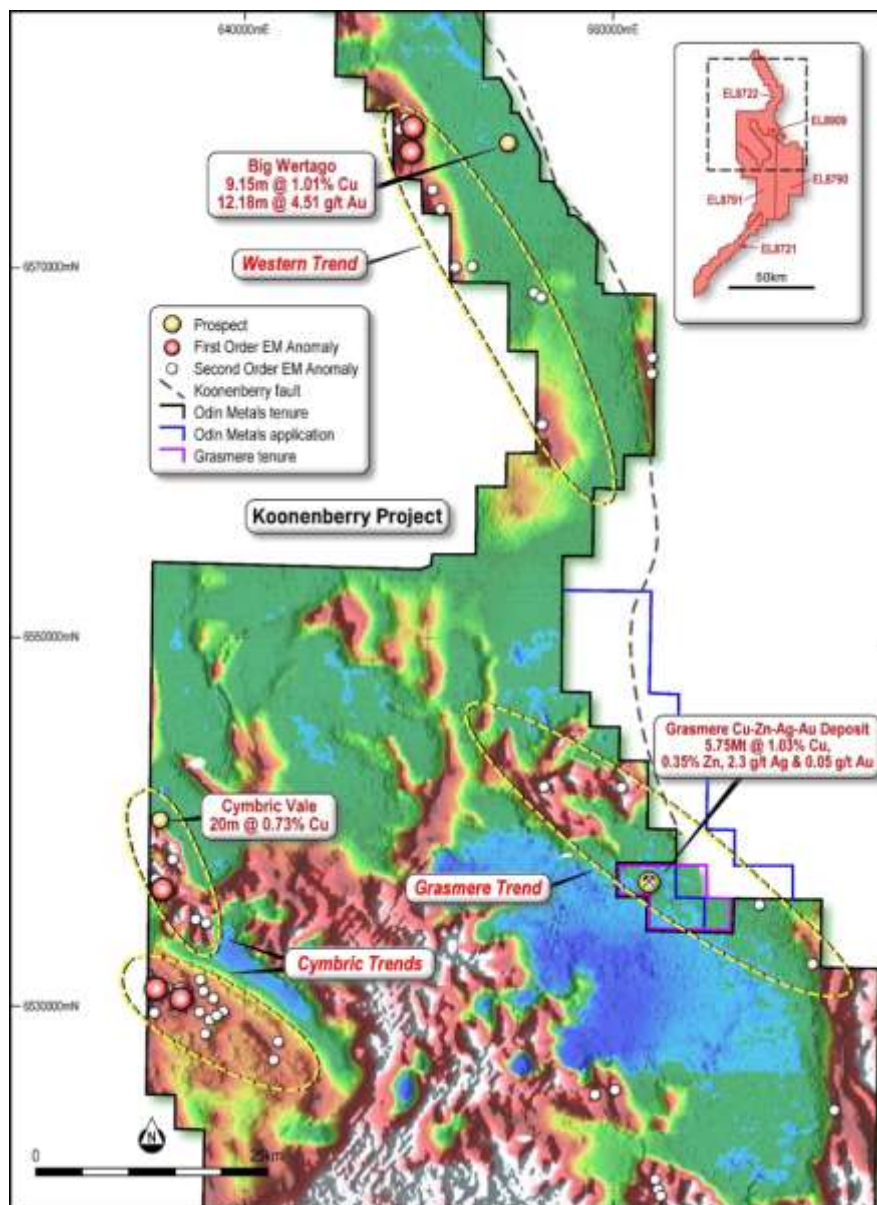 640000mE
660000mE
EL8722
EL8909
EL8791
EL8790
EL8721
50km
Big Wertago
9.15m @ 1.01% Cu
12.18m @ 4.51 g/t Au
Western Trend
6570000mN
Prospect
First Order EM Anomaly
Second Order EM Anomaly
Koonenberry fault
Odin Metals tenure
Odin Metals application
Grasmere tenure
Koonenberry Project
6550000mN
Grasmere Cu-Zn-Ag-Au Deposit
5.75Mt @ 1.03% Cu,
0.35% Zn, 2.3 g/t Ag & 0.05 g/t Au
Cymbric Vale
20m @ 0.73% Cu
Grasmere Trend
Cymbric Trends
6530000mN
N
0
25km